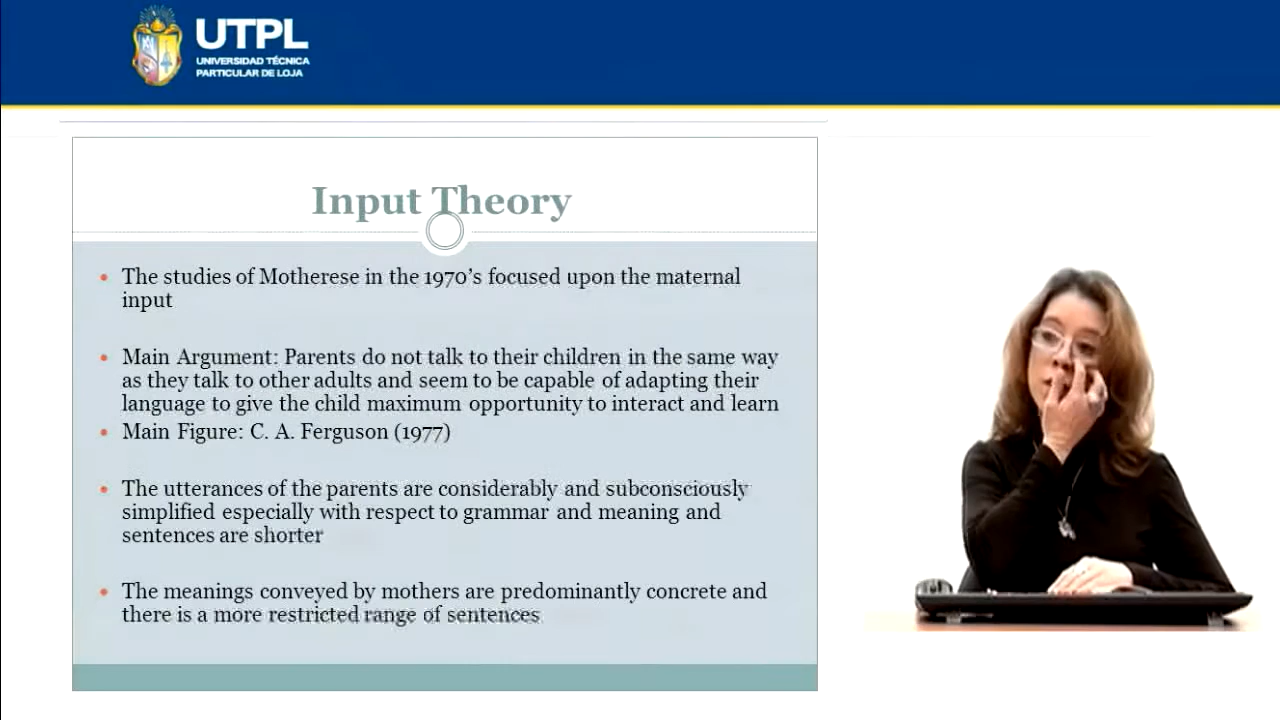 UTPL
UNIVERSIDAD TÉCNICA
PARTICULAR DE LOJA
Input Theory
• The studies of Motherese in the 1970's focused upon the maternal
input
• Main Argument: Parents do not talk to their children in the same way
as they talk to other adults and seem to be capable of adapting their
language to give the child maximum opportunity to interact and learn
• Main Figure: C. A. Ferguson (1977)
• The utterances of the parents are considerably and subconsciously
simplified especially with respect to grammar and meaning and
sentences are shorter
• The meanings conveyed by mothers are predominantly concrete and
there is a more restricted range of sentences